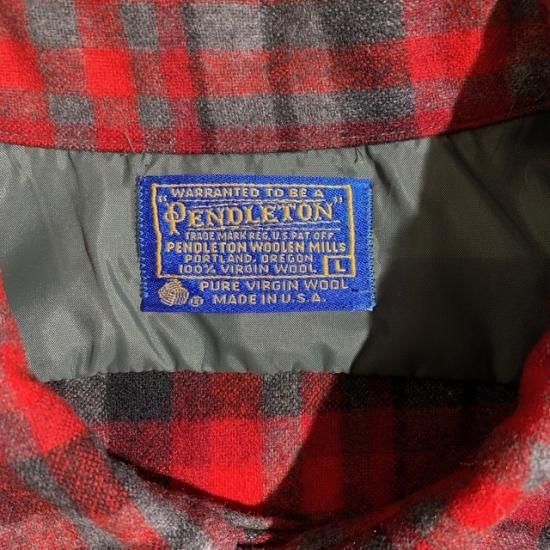 WARRANTED TO BE A
"PENDLETON"
TRADE MARK REG. U.S. PAT. OFF.
PENDLETON WOOLEN MILLS
PORTLAND, OREGON
100% VIRGIN WOOL L
® PURE VIRGIN WOOL
MADE IN U.S.A.